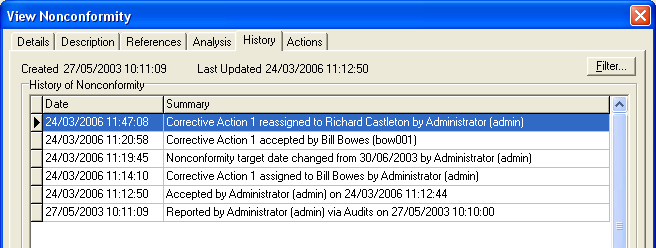 View Nonconformity
Details Description References Analysis History Actions
Created 27/05/2003 10:11:09 Last Updated 24/03/2006 11:12:50 Filter...
History of Nonconformity
Date Summary
24/03/2006 11:47:08 Corrective Action 1 reassigned to Richard Castleton by Administrator (admin)
24/03/2006 11:20:58 Corrective Action 1 accepted by Bill Bowes (bow001)
24/03/2006 11:19:45 Nonconformity target date changed from 30/06/2003 by Administrator (admin)
24/03/2006 11:14:10 Corrective Action 1 assigned to Bill Bowes by Administrator (admin)
24/03/2006 11:12:50 Accepted by Administrator (admin) on 24/03/2006 11:12:44
27/05/2003 10:11:09 Reported by Administrator (admin) via Audits on 27/05/2003 10:10:00